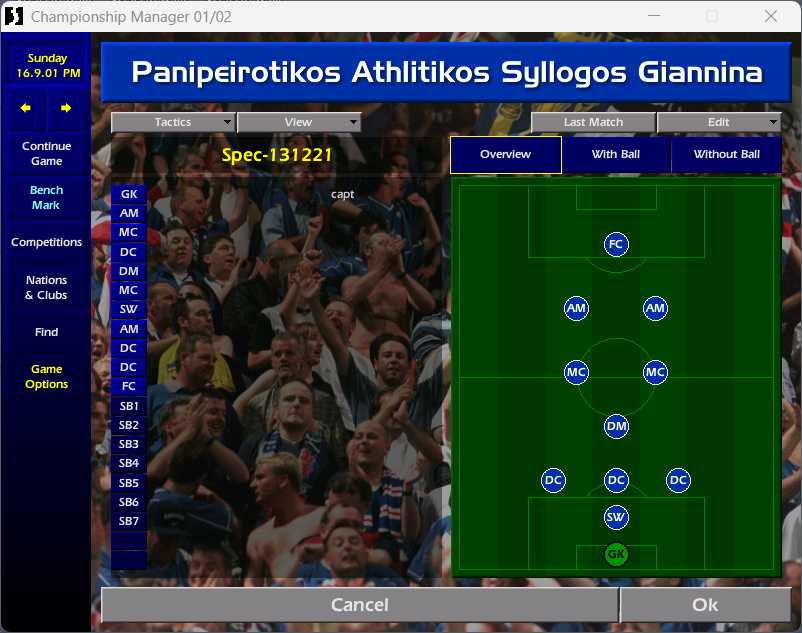 Championship Manager 01/02
Sunday
16.9.01 PM
Continue
Game
Bench
Mark
Competitions
Nations
& Clubs
Find
Game
Options
Panipeirotikos Athlitikos Syllogos Giannina
Tactics
View
Last Match
Edit
Spec-131221
Overview
With Ball
Without Ball
GK capt
AM
MC
DC
DM
MC
SW
AM
DC
DC
FC
SB1
SB2
SB3
SB4
SB5
SB6
SB7
FC
AM AM
MC MC
DM
DC DC DC
SW
GK
Cancel
Ok